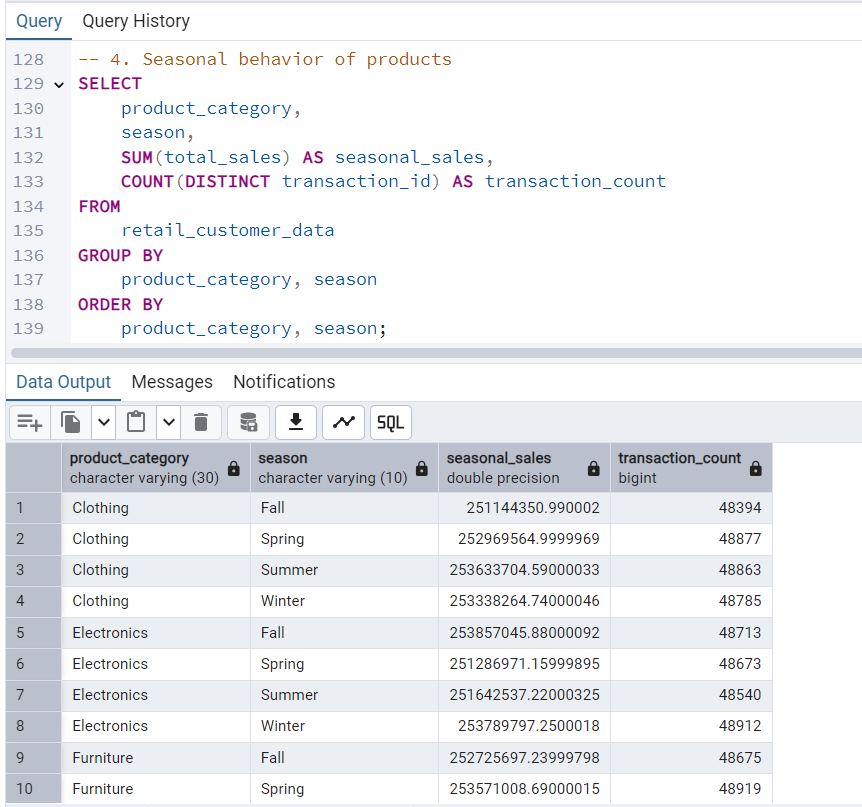 Query Query History
128 -- 4. Seasonal behavior of products
129 SELECT
130 product_category,
131 season,
132 SUM(total_sales) AS seasonal_sales,
133 COUNT(DISTINCT transaction_id) AS transaction_count
134 FROM
135 retail_customer_data
136 GROUP BY
137 product_category, season
138 ORDER BY
139 product_category, season;
Data Output Messages Notifications
SQL
product_category season seasonal_sales transaction_count
character varying (30) character varying (10) double precision bigint
1 Clothing Fall 251144350.990002 48394
2 Clothing Spring 252969564.9999969 48877
3 Clothing Summer 253633704.59000033 48863
4 Clothing Winter 253338264.74000046 48785
5 Electronics Fall 253857045.88000092 48713
6 Electronics Spring 251286971.15999895 48673
7 Electronics Summer 251642537.22000325 48540
8 Electronics Winter 253789797.2500018 48912
9 Furniture Fall 252725697.23999798 48675
10 Furniture Spring 253571008.69000015 48919